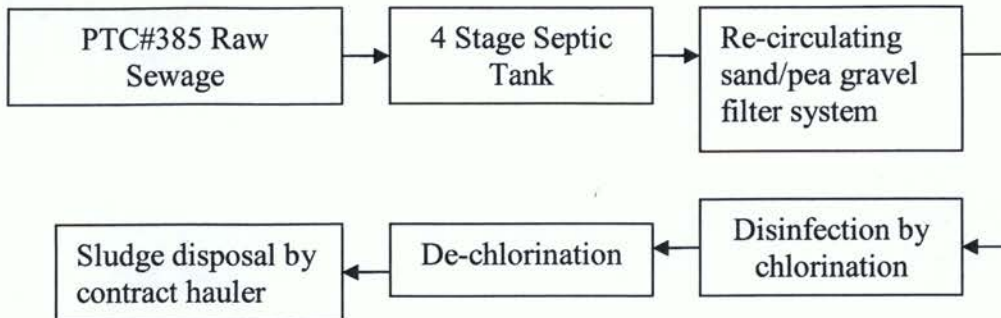 PTC#385 Raw
Sewage
4 Stage Septic
Tank
Re-circulating
sand/pea gravel
filter system
Disinfection by
chlorination
De-chlorination
Sludge disposal by
contract hauler